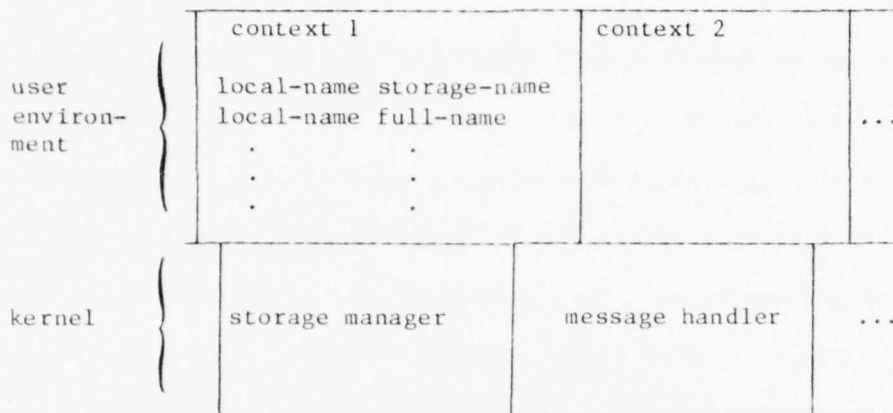 context 1 context 2
user local-name storage-name
environ- local-name full-name ...
ment . .
. .
. .
kernel storage manager message handler ...